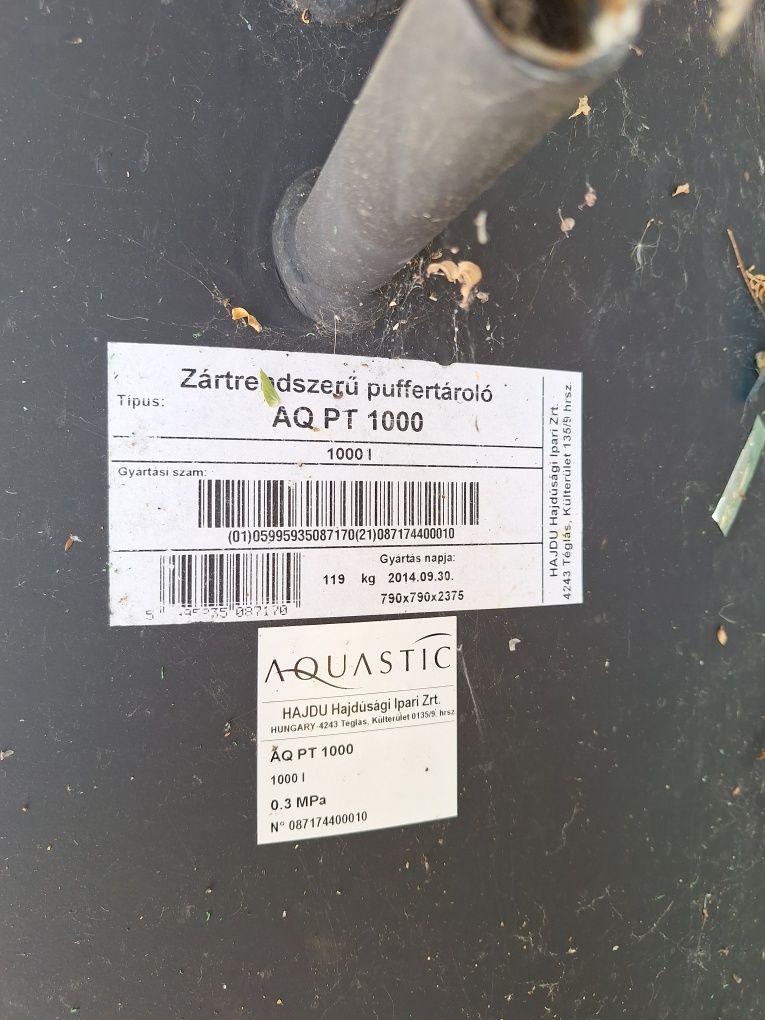 Zártrendszerű puffertároló
Típus:
AQ PT 1000
1000 l
Gyártási szám:
(01)05995935087170(21)087174400010
Gyártás napja:
119 kg 2014.09.30.
790x790x2375
5 087170
HAJDU Hajdúsági Ipari Zrt.
4243 Téglás, Külterület 135/9 hrsz.
AQUASTIC
HAJDU Hajdúsági Ipari Zrt.
HUNGARY-4243 Téglás, Külterület 0135/9. hrsz
AQ PT 1000
1000 l
0.3 MPa
N° 087174400010